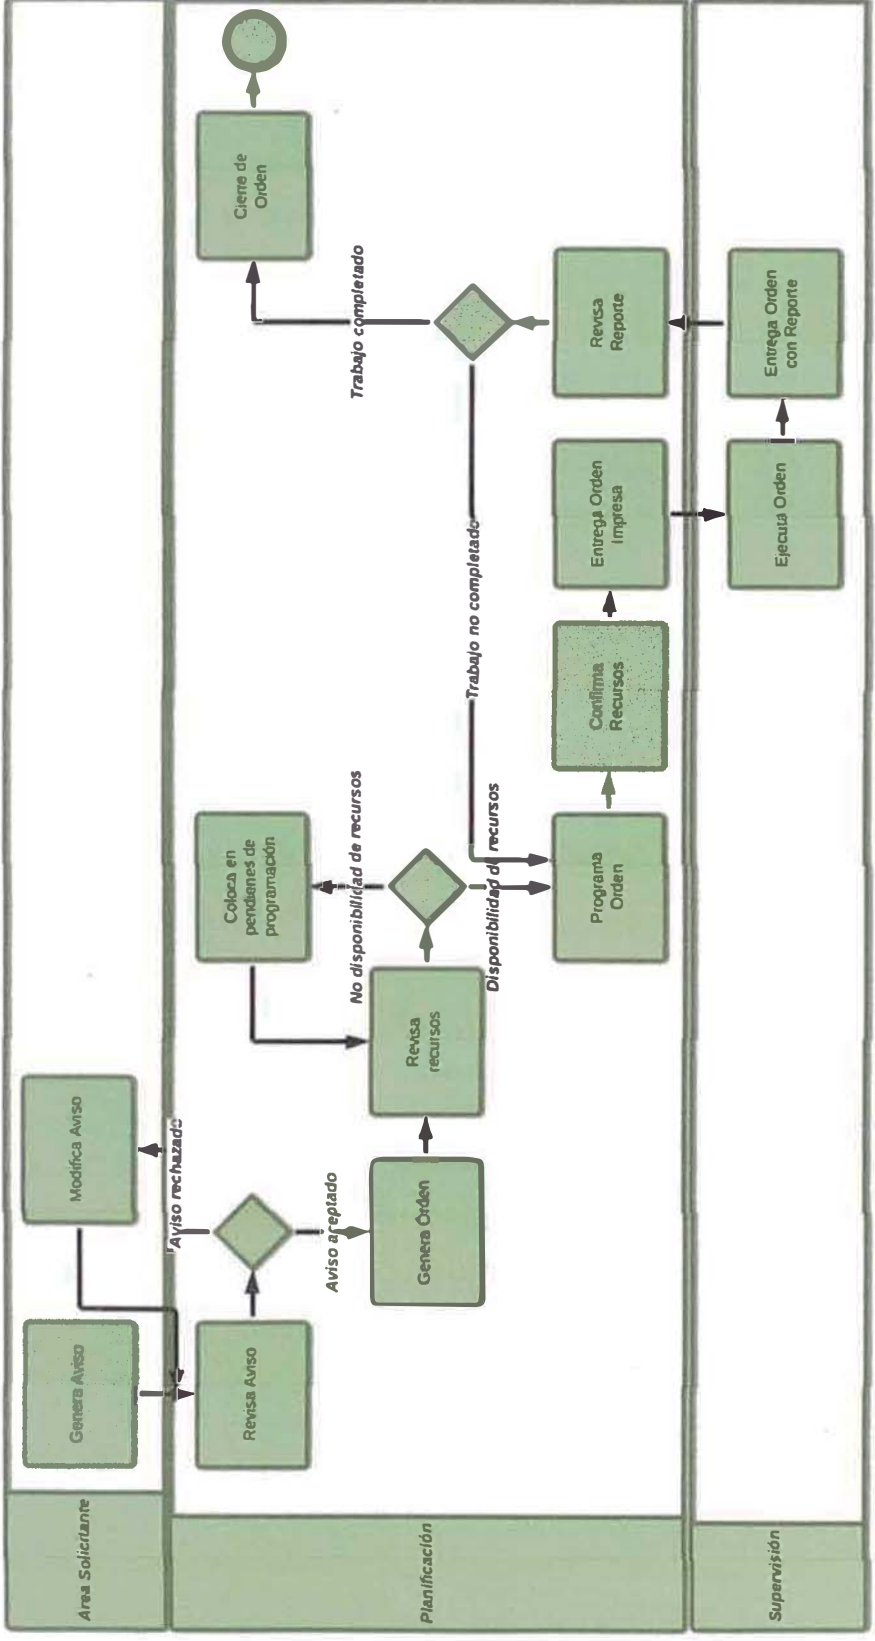 Area Solicitante
Genera Aviso
Modifica Aviso
Planificación
Revisa Aviso
Aviso rechazado
Aviso aceptado
Genera Orden
Revisa
recursos
Coloca en
pendienes de
programación
No disponibilidad de recursos
Disponibilidad de recursos
Programa
Orden
Confirma
Recursos
Entrega Orden
impresa
Trabajo no completado
Revisa
Reporte
Trabajo completado
Cierre de
Orden
Supervisión
Ejecuta Orden
Entrega Orden
con Reporte